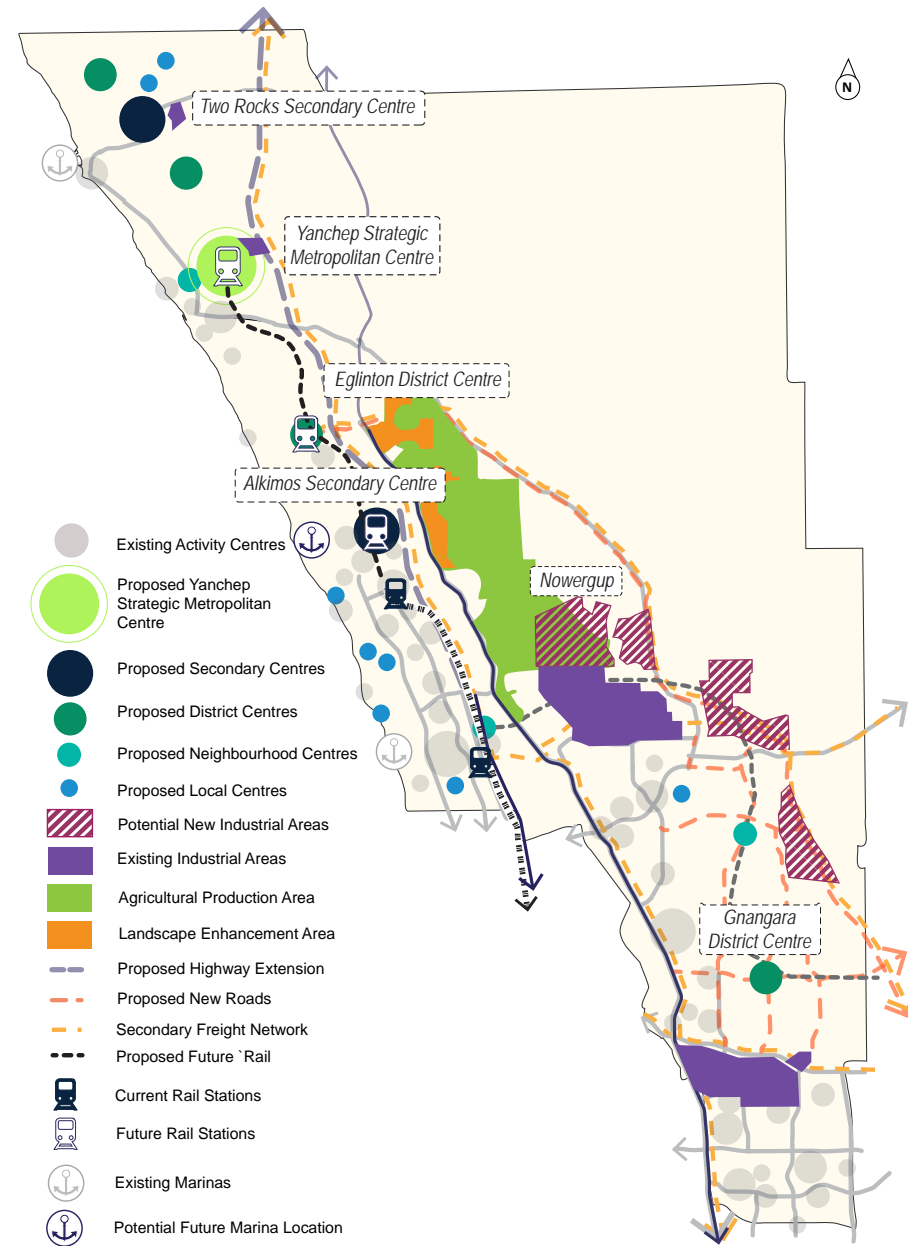 N
Two Rocks Secondary Centre
Yanchep Strategic
Metropolitan Centre
Eglinton District Centre
Alkimos Secondary Centre
Nowergup
Gnangara
District Centre
Existing Activity Centres
Proposed Yanchep
Strategic Metropolitan
Centre
Proposed Secondary Centres
Proposed District Centres
Proposed Neighbourhood Centres
Proposed Local Centres
Potential New Industrial Areas
Existing Industrial Areas
Agricultural Production Area
Landscape Enhancement Area
Proposed Highway Extension
Proposed New Roads
Secondary Freight Network
Proposed Future `Rail
Current Rail Stations
Future Rail Stations
Existing Marinas
Potential Future Marina Location